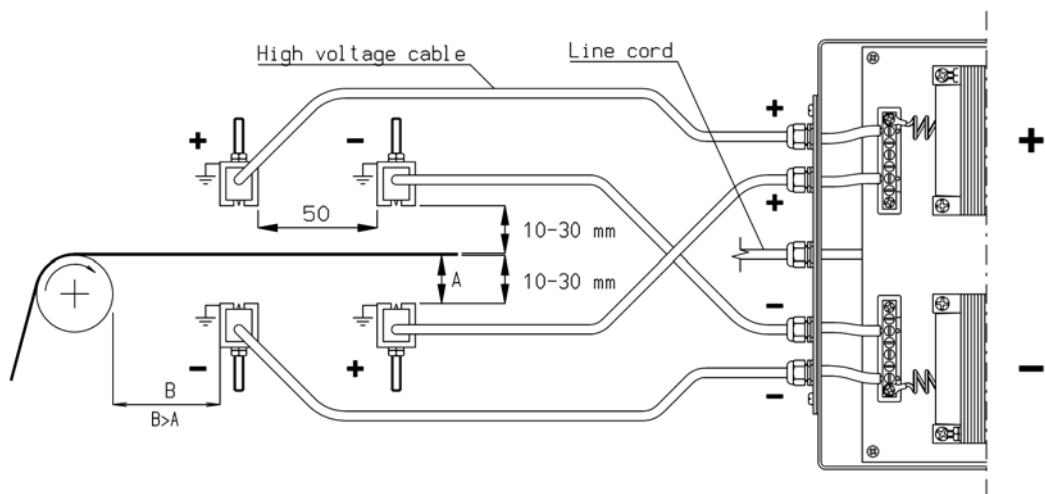 High voltage cable
Line cord
+
+
-
+
+
50
10-30 mm
A
10-30 mm
-
-
+
B
B>A
-
-